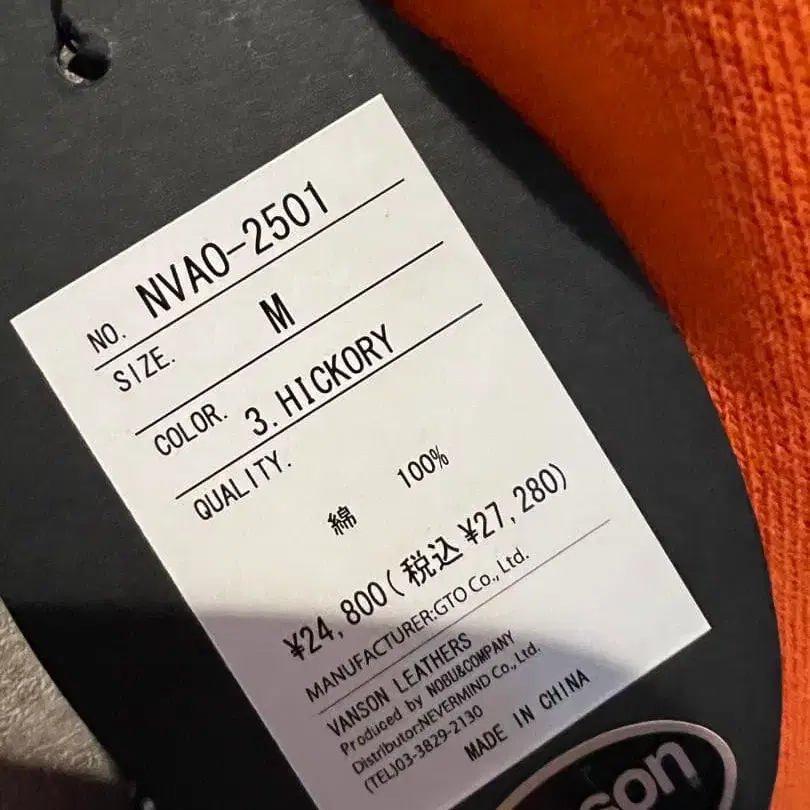 NO. NVAO-2501
SIZE. M
COLOR. 3.HICKORY
QUALITY.
綿 100%
¥24,800(税込¥27,280)
MANUFACTURER:GTO Co., Ltd.
VANSON LEATHERS
Produced by NOBU&COMPANY
Distributor:NEVERMIND Co., Ltd.
(TEL)03-3829-2130
MADE IN CHINA
son